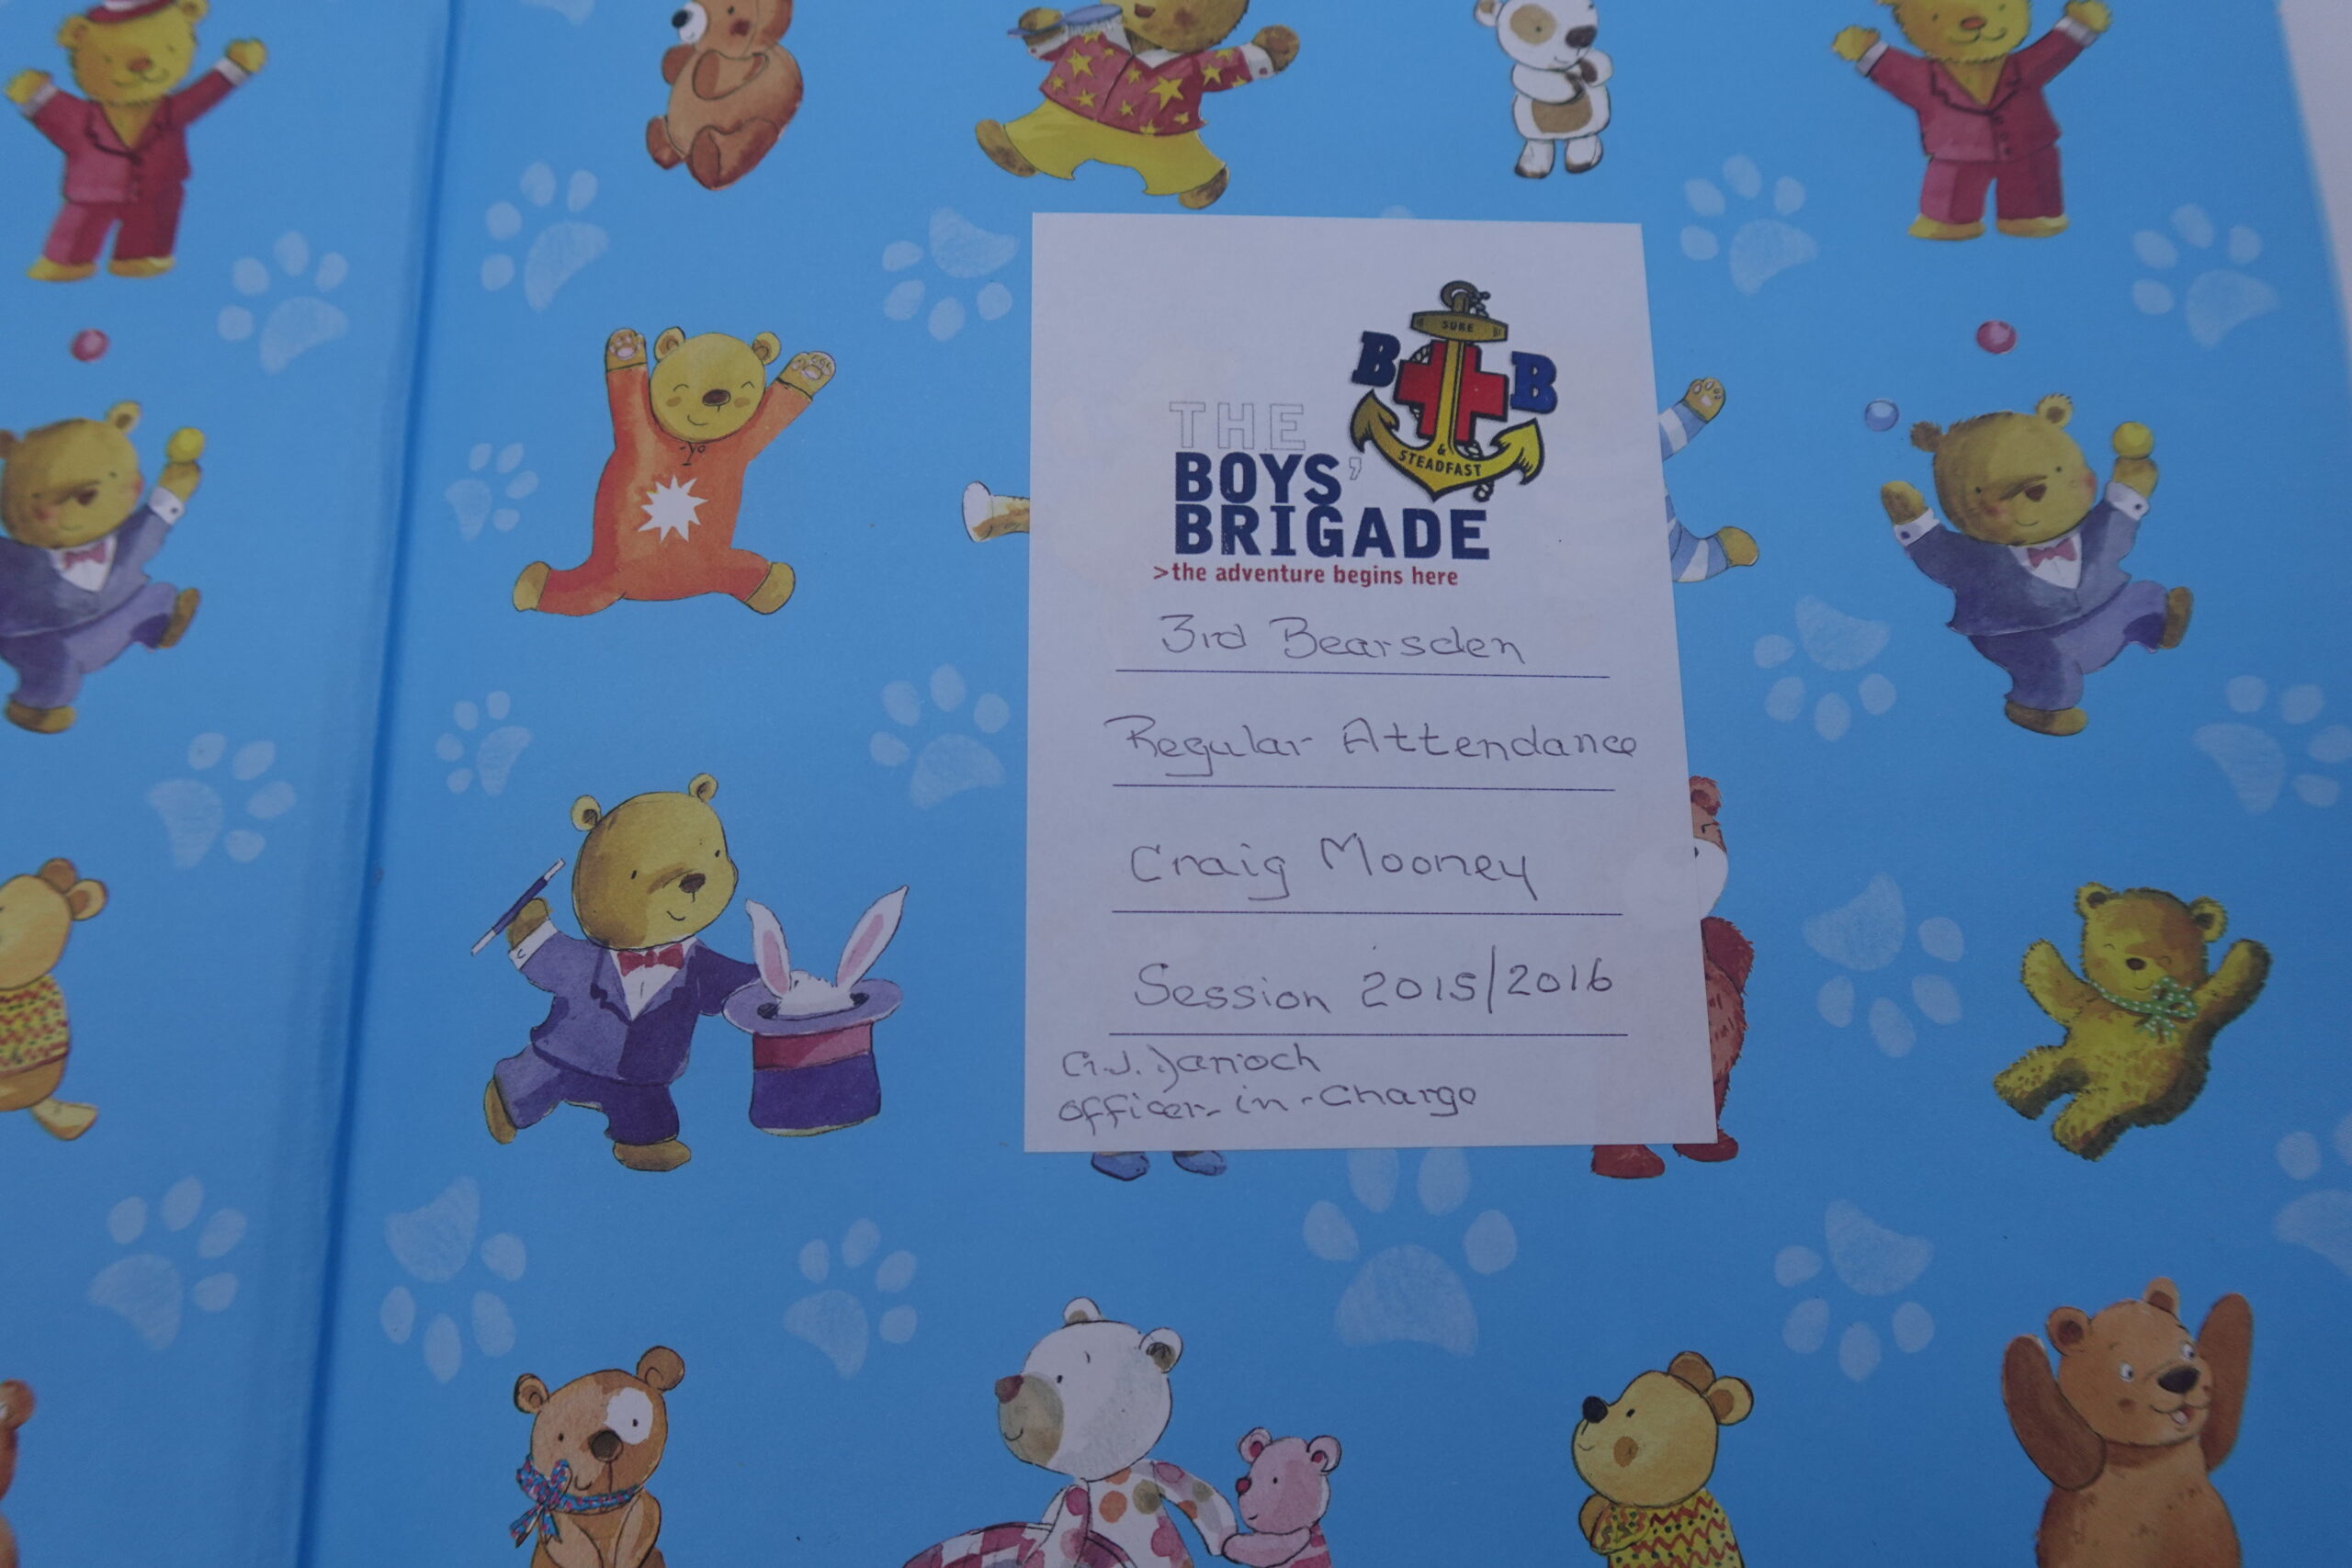 SURE
B B
& STEADFAST
THE
BOYS'
BRIGADE
>the adventure begins here
3rd Bearsden
Regular Attendance
Craig Mooney
Session 2015/2016
G.J.
Officer-in-Charge